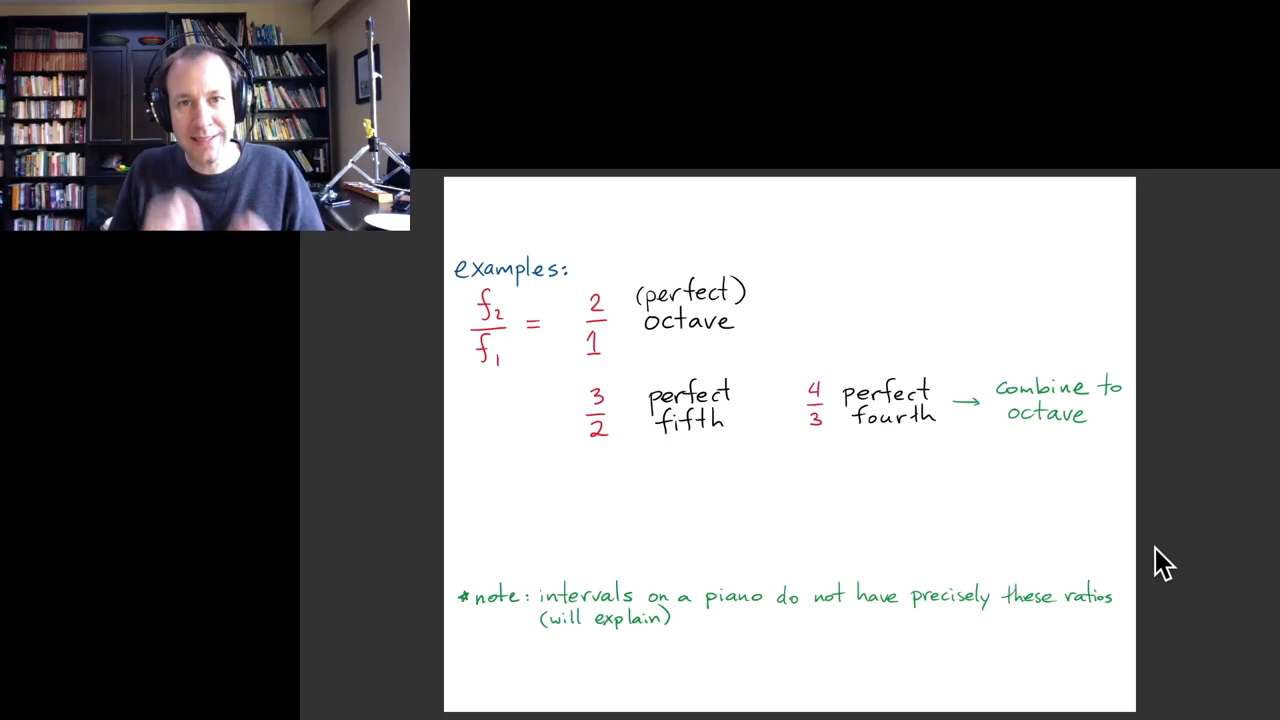 examples:
f₂/f₁ = 2/1 (perfect) octave
3/2 perfect fifth 4/3 perfect fourth → combine to octave
* note: intervals on a piano do not have precisely these ratios
(will explain)